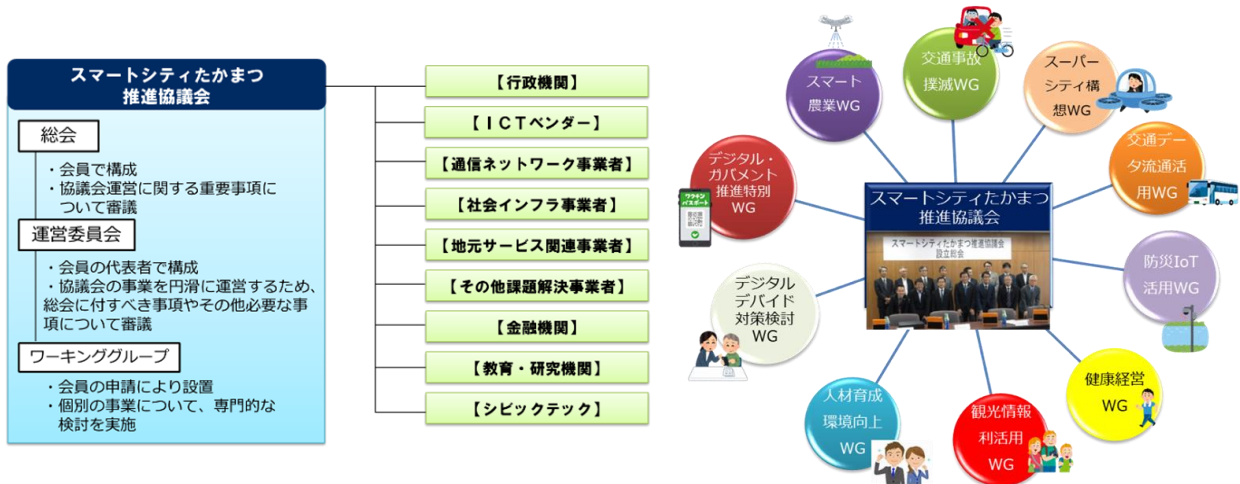 スマートシティたかまつ
推進協議会
総会
・会員で構成
・協議会運営に関する重要事項に
ついて審議
運営委員会
・会員の代表者で構成
・協議会の事業を円滑に運営するため、
総会に付すべき事項やその他必要な事
項について審議
ワーキンググループ
・会員の申請により設置
・個別の事業について、専門的な
検討を実施
【行政機関】
【ICTベンダー】
【通信ネットワーク事業者】
【社会インフラ事業者】
【地元サービス関連事業者】
【その他課題解決事業者】
【金融機関】
【教育・研究機関】
【シビックテック】
スマート
農業WG
交通事故
撲滅WG
スーパー
シティ構
想WG
交通デー
タ流通活
用WG
防災IoT
活用WG
健康経営
WG
観光情報
利活用
WG
人材育成
環境向上
WG
デジタル
デバイド
対策検討
WG
デジタル・
ガバメント
推進特別
WG
ワクチン
パスポート
スマートシティたかまつ
推進協議会
スマートシティたかまつ推進協議会
設立総会